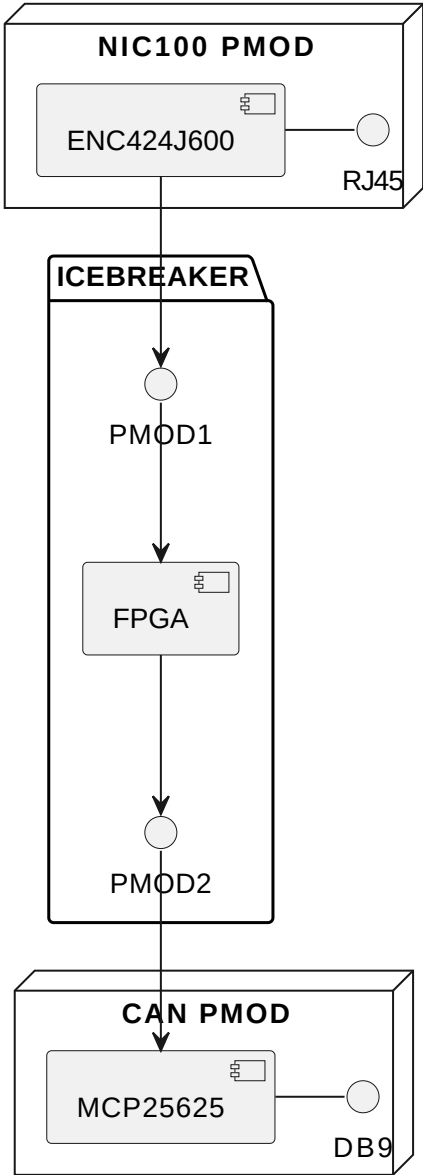 NIC100 PMOD
ENC424J600
RJ45
ICEBREAKER
PMOD1
FPGA
PMOD2
CAN PMOD
MCP25625
DB9